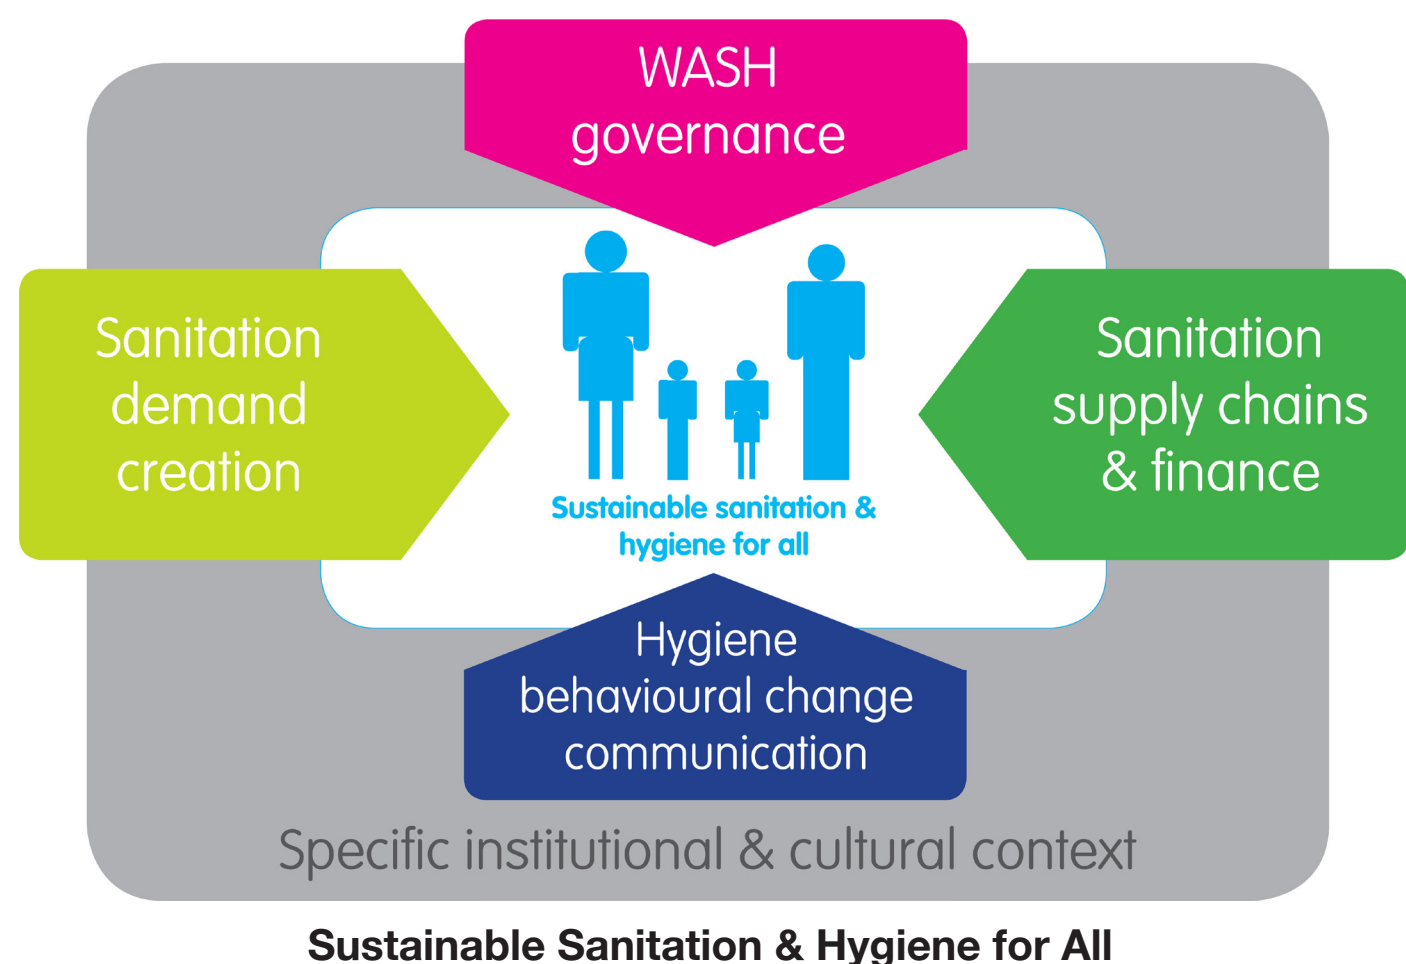 WASH
governance
Sanitation
demand
creation
Sanitation
supply chains
& finance
Sustainable sanitation &
hygiene for all
Hygiene
behavioural change
communication
Specific institutional & cultural context
Sustainable Sanitation & Hygiene for All